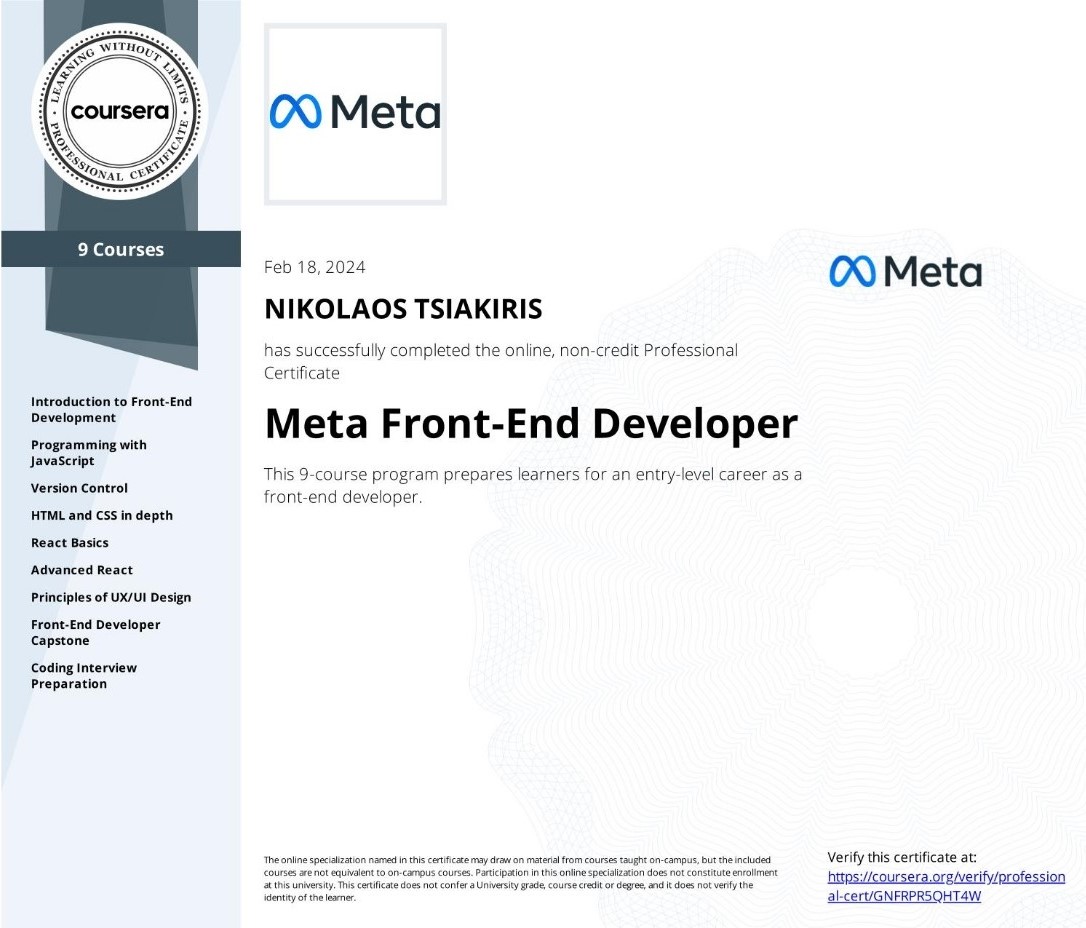 LEARNING WITHOUT LIMITS
coursera
PROFESSIONAL CERTIFICATE
9 Courses
Introduction to Front-End
Development
Programming with
JavaScript
Version Control
HTML and CSS in depth
React Basics
Advanced React
Principles of UX/UI Design
Front-End Developer
Capstone
Coding Interview
Preparation
Meta
Feb 18, 2024
Meta
NIKOLAOS TSIAKIRIS
has successfully completed the online, non-credit Professional
Certificate
Meta Front-End Developer
This 9-course program prepares learners for an entry-level career as a
front-end developer.
The online specialization named in this certificate may draw on material from courses taught on-campus, but the included
courses are not equivalent to on-campus courses. Participation in this online specialization does not constitute enrollment
at this university. This certificate does not confer a University grade, course credit or degree, and it does not verify the
identity of the learner.
Verify this certificate at:
https://coursera.org/verify/profession
al-cert/GNFRPR5QHT4W